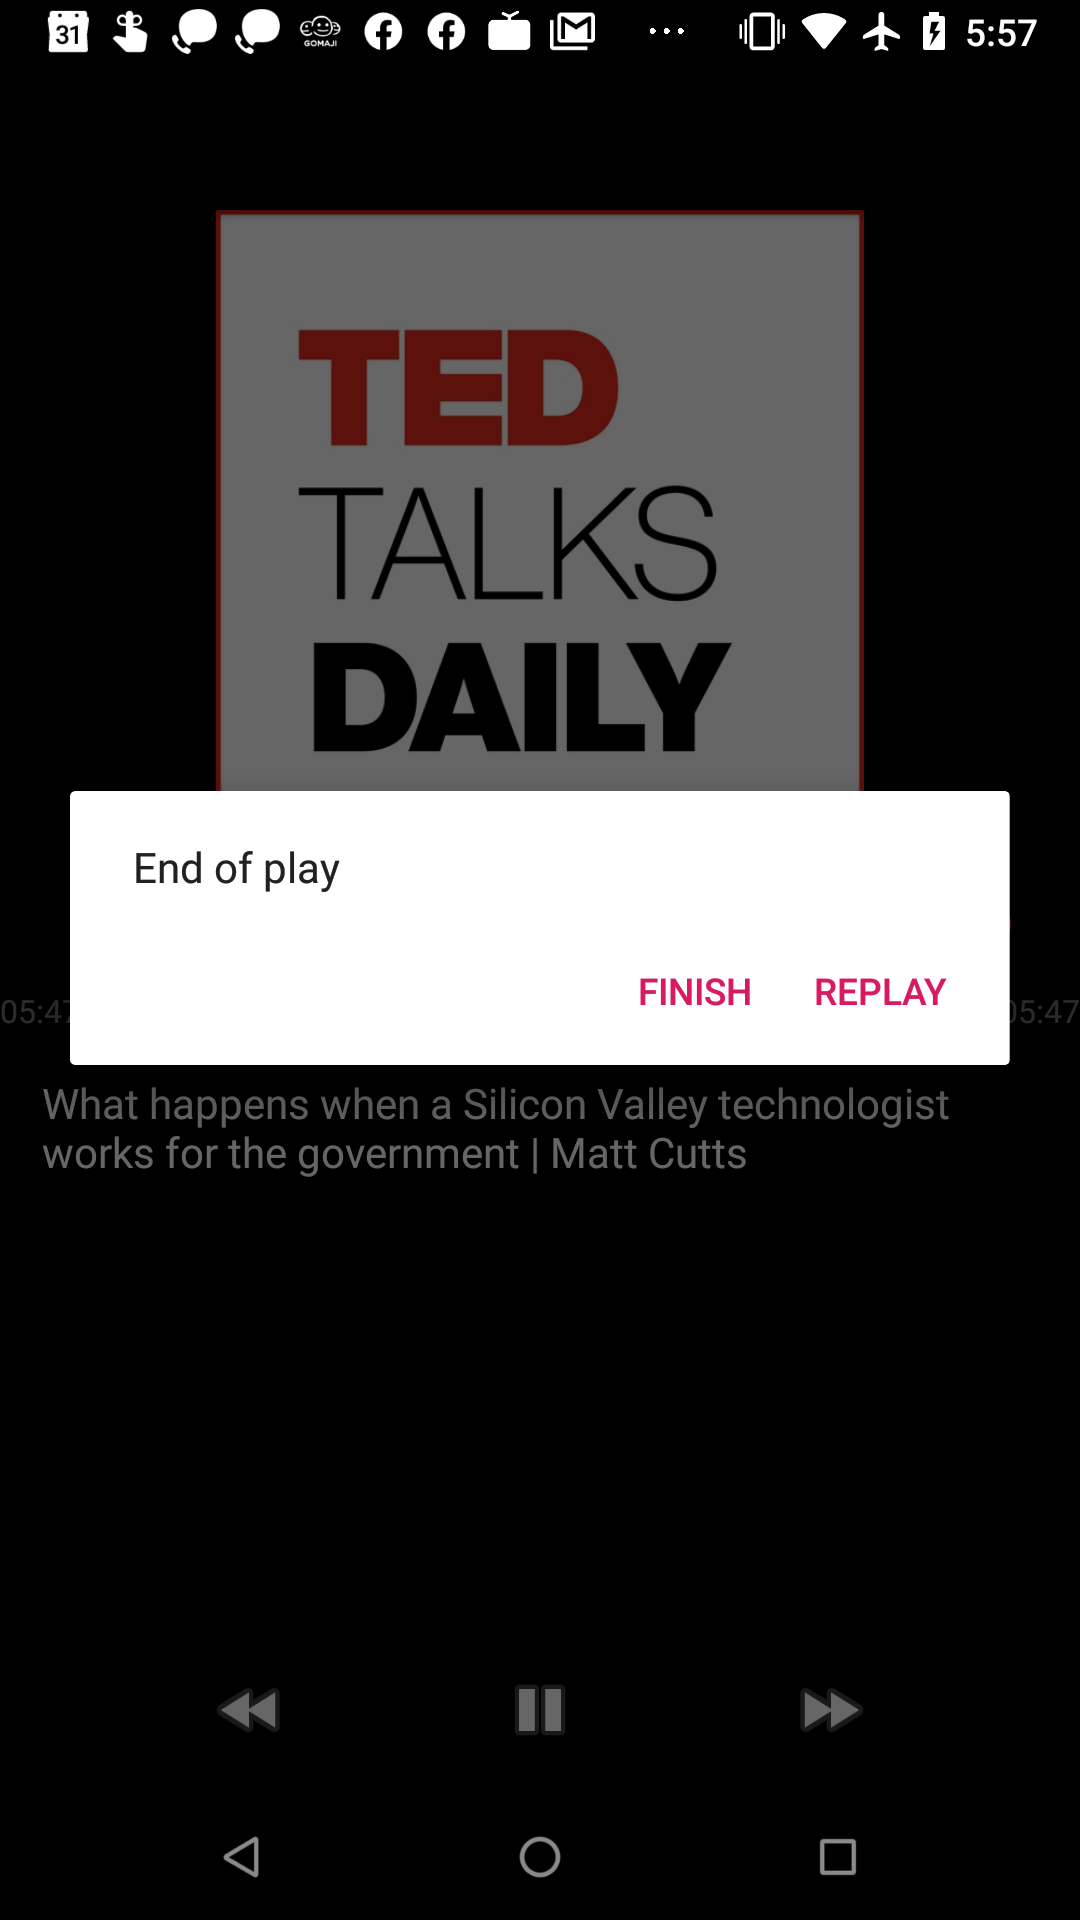 31
GOMAJI
5:57
TED
TALKS
DAILY
End of play
FINISH REPLAY
05:47 05:47
What happens when a Silicon Valley technologist
works for the government | Matt Cutts